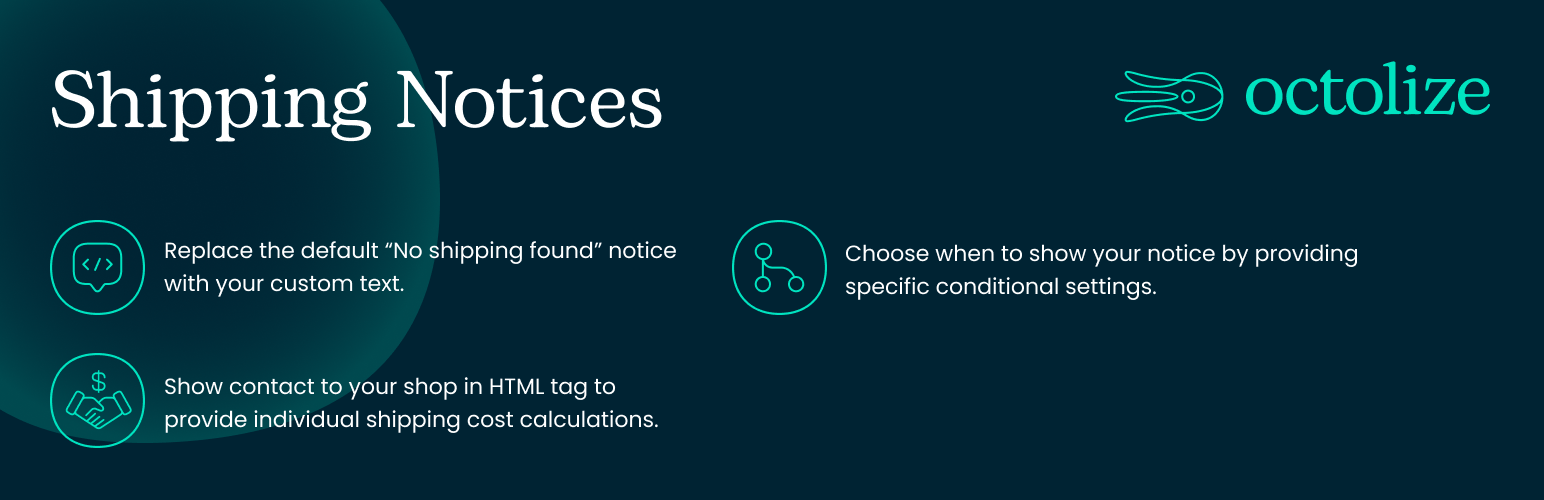 Shipping Notices
octolize
Replace the default “No shipping found” notice
with your custom text.
Choose when to show your notice by providing
specific conditional settings.
Show contact to your shop in HTML tag to
provide individual shipping cost calculations.